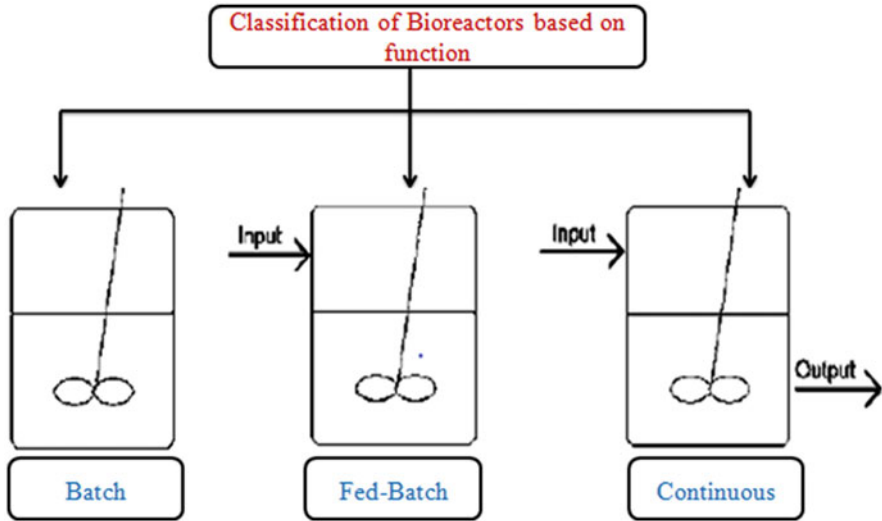 Classification of Bioreactors based on
function
Input
Input
Output
Batch
Fed-Batch
Continuous